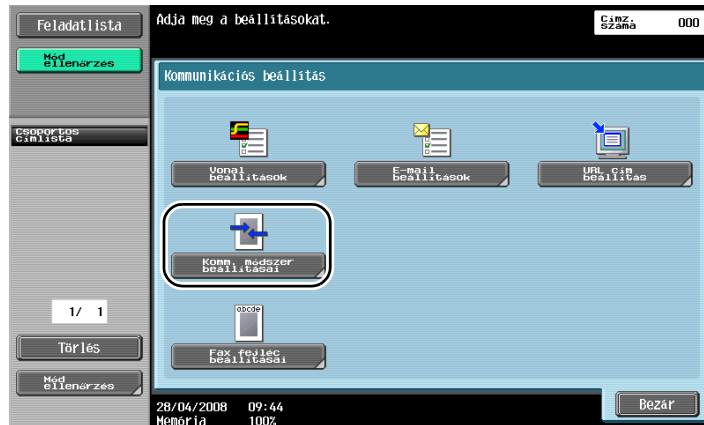 Feladatlista
Mód
ellenőrzés
Csoportos
címlista
1/ 1
Törlés
Mód
ellenőrzés
Adja meg a beállításokat.
Címz.
száma
000
Kommunikációs beállítás
Vonal
beállítások
E-mail
beállítások
URL cím
beállítás
Komm. módszer
beállításai
abcde
Fax fejléc
beállításai
28/04/2008 09:44
Memória 100%
Bezár